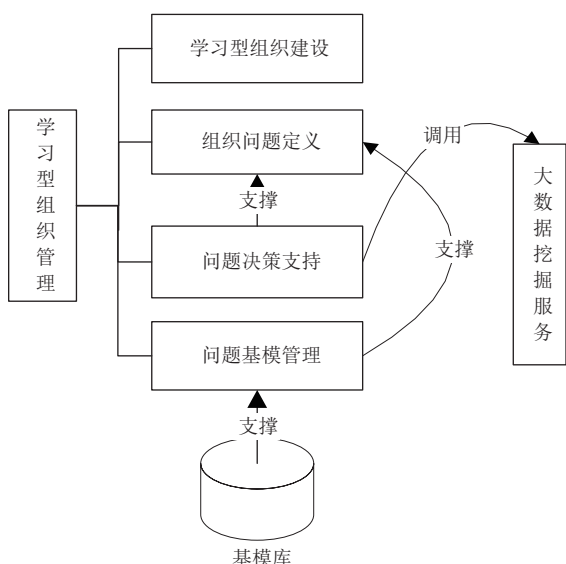 学习型组织建设
学习型组织管理
组织问题定义
调用
大数据挖掘服务
支撑
问题决策支持
支撑
问题基模管理
支撑
基模库